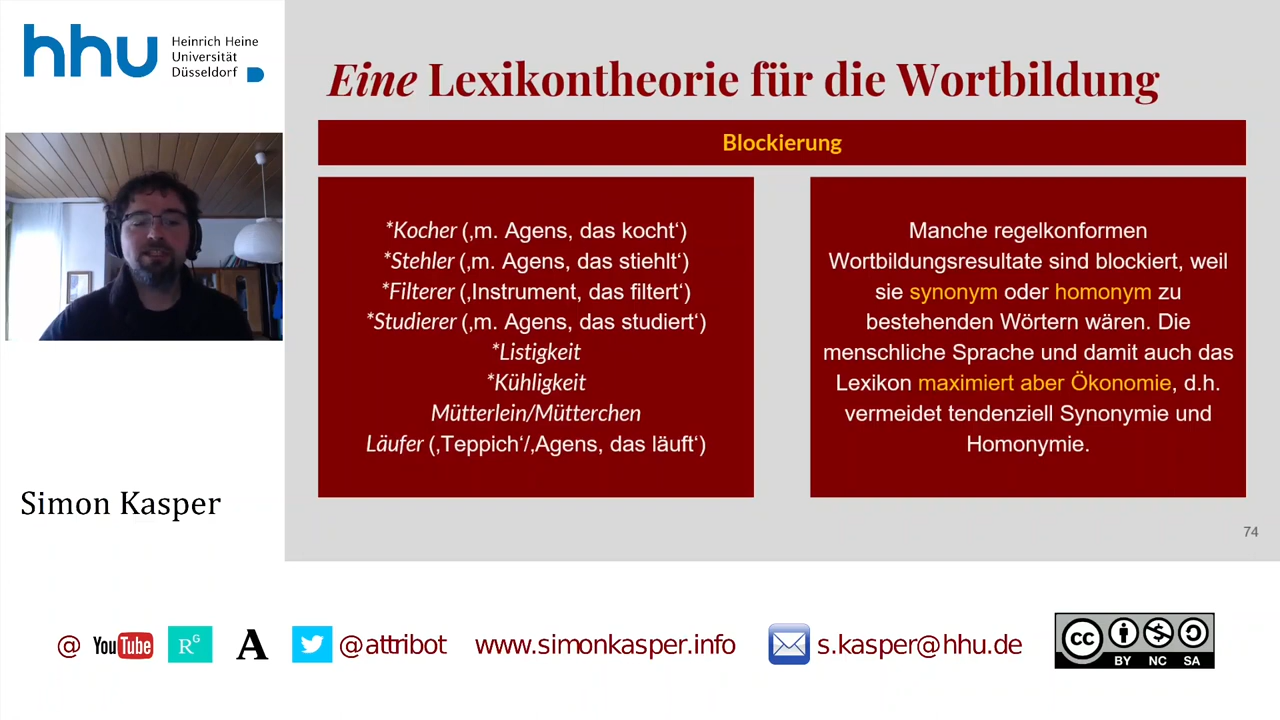 hhu
Heinrich Heine
Universität
Düsseldorf
Eine Lexikontheorie für die Wortbildung
Blockierung
*Kocher (‚m. Agens, das kocht‘)
*Stehler (‚m. Agens, das stiehlt‘)
*Filterer (‚Instrument, das filtert‘)
*Studierer (‚m. Agens, das studiert‘)
*Listigkeit
*Kühligkeit
Mütterlein/Mütterchen
Läufer (‚Teppich‘/‚Agens, das läuft‘)
Manche regelkonformen
Wortbildungsresultate sind blockiert, weil
sie synonym oder homonym zu
bestehenden Wörtern wären. Die
menschliche Sprache und damit auch das
Lexikon maximiert aber Ökonomie, d.h.
vermeidet tendenziell Synonymie und
Homonymie.
74
Simon Kasper
@ YouTube RG A @attribot www.simonkasper.info s.kasper@hhu.de
cc BY NC SA